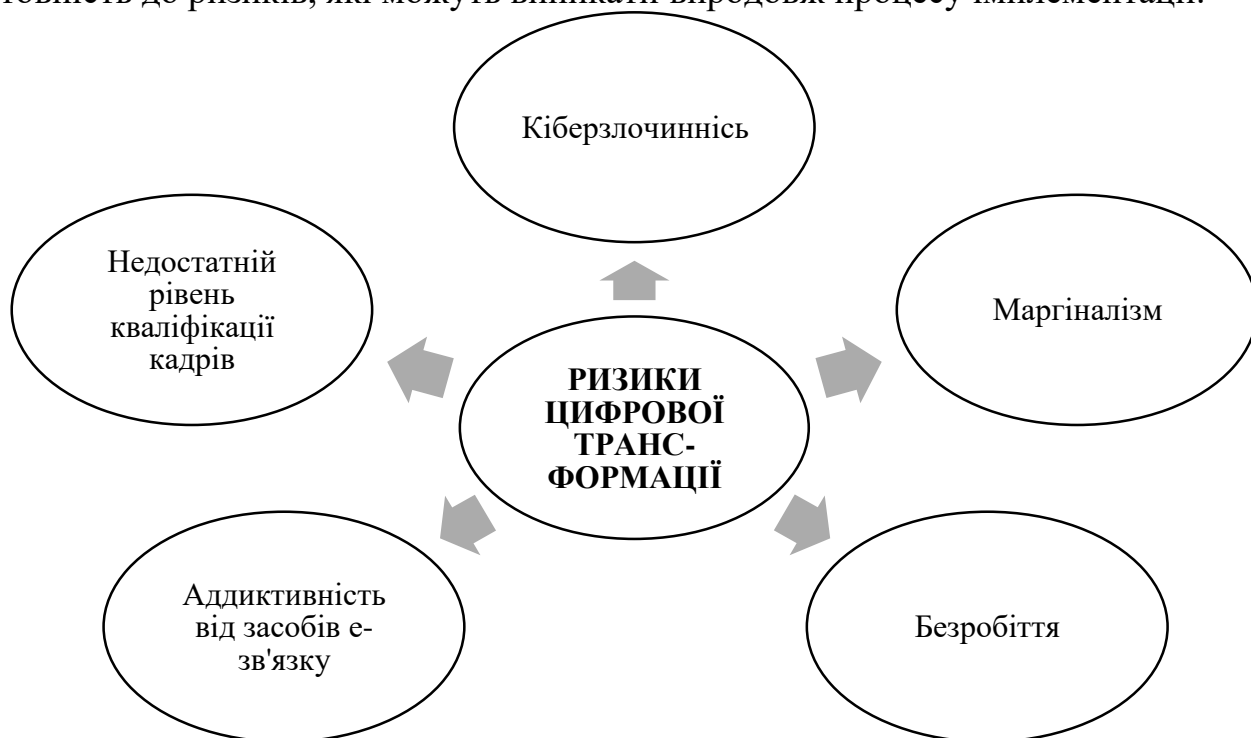 товність до ризиків, які можуть виникати впродовж процесу імплементації.
Кіберзлочиннісь
Недостатній
рівень
кваліфікації
кадрів
Маргіналізм
РИЗИКИ
ЦИФРОВОЇ
ТРАНС-
ФОРМАЦІЇ
Аддиктивність
від засобів е-
зв'язку
Безробіття